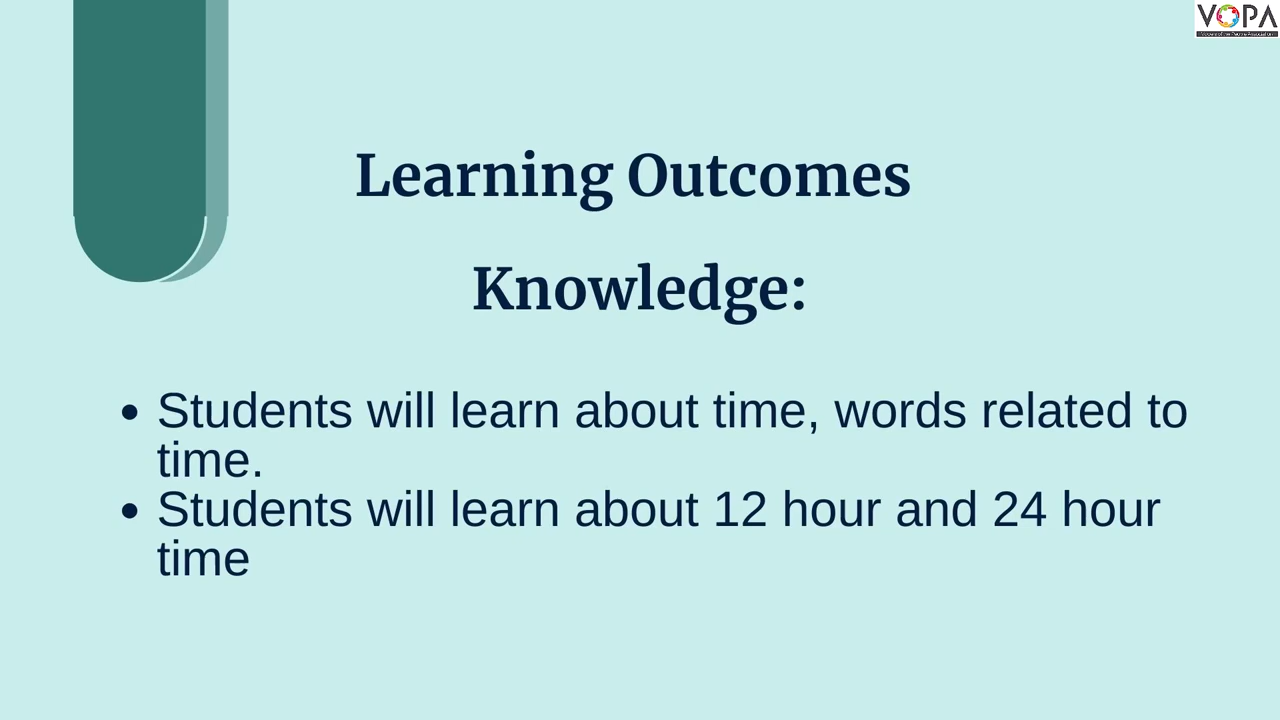 VOPA
Learning Outcomes
Knowledge:
• Students will learn about time, words related to
time.
• Students will learn about 12 hour and 24 hour
time